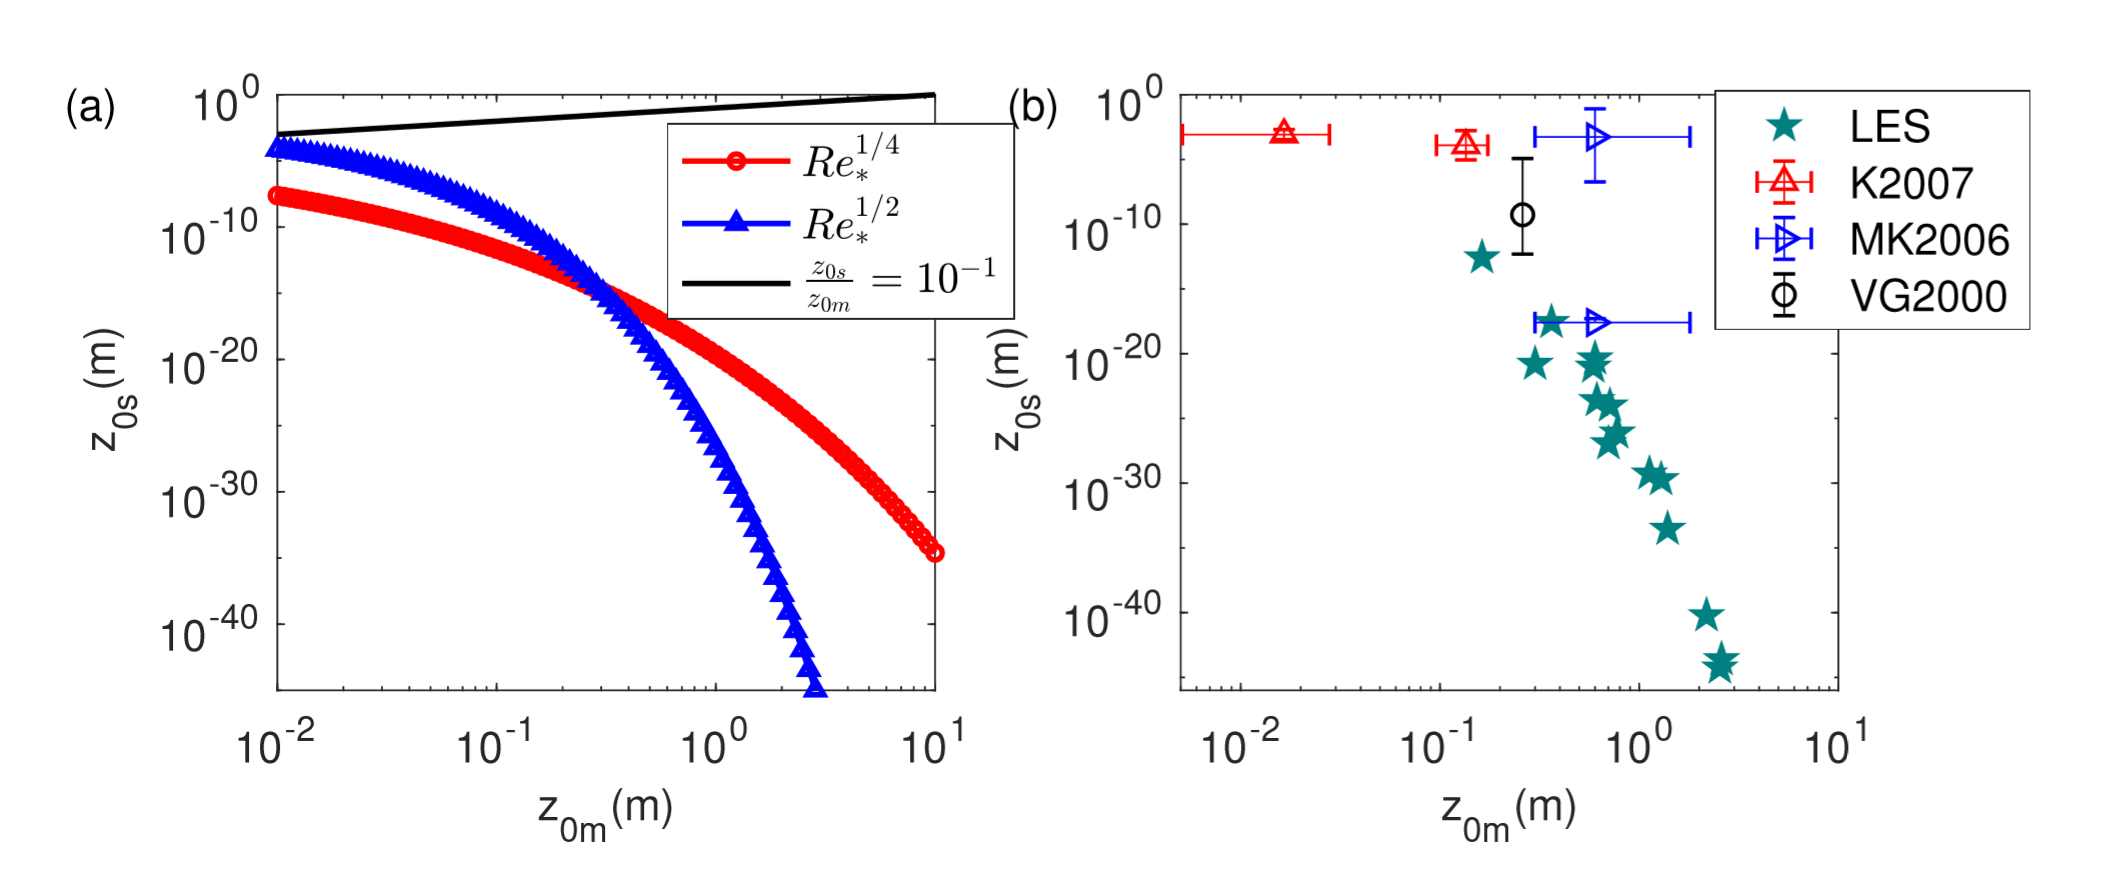 (a)
10^0
10^-10
10^-20
10^-30
10^-40
z_0s (m)
10^-2 10^-1 10^0 10^1
z_0m (m)
Re_*^1/4
Re_*^1/2
z_0s/z_0m = 10^-1
(b)
10^0
10^-10
10^-20
10^-30
10^-40
z_0s (m)
10^-2 10^-1 10^0 10^1
z_0m (m)
LES
K2007
MK2006
VG2000